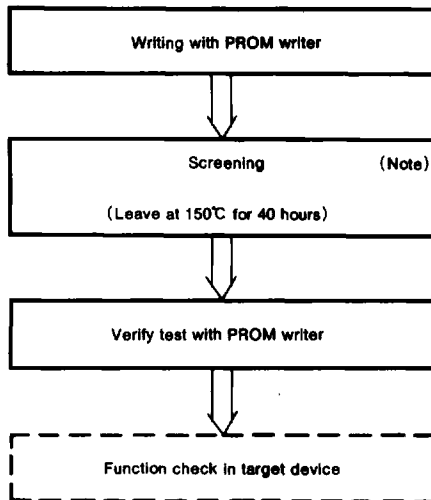 Writing with PROM writer
Screening (Note)
(Leave at 150℃ for 40 hours)
Verify test with PROM writer
Function check in target device